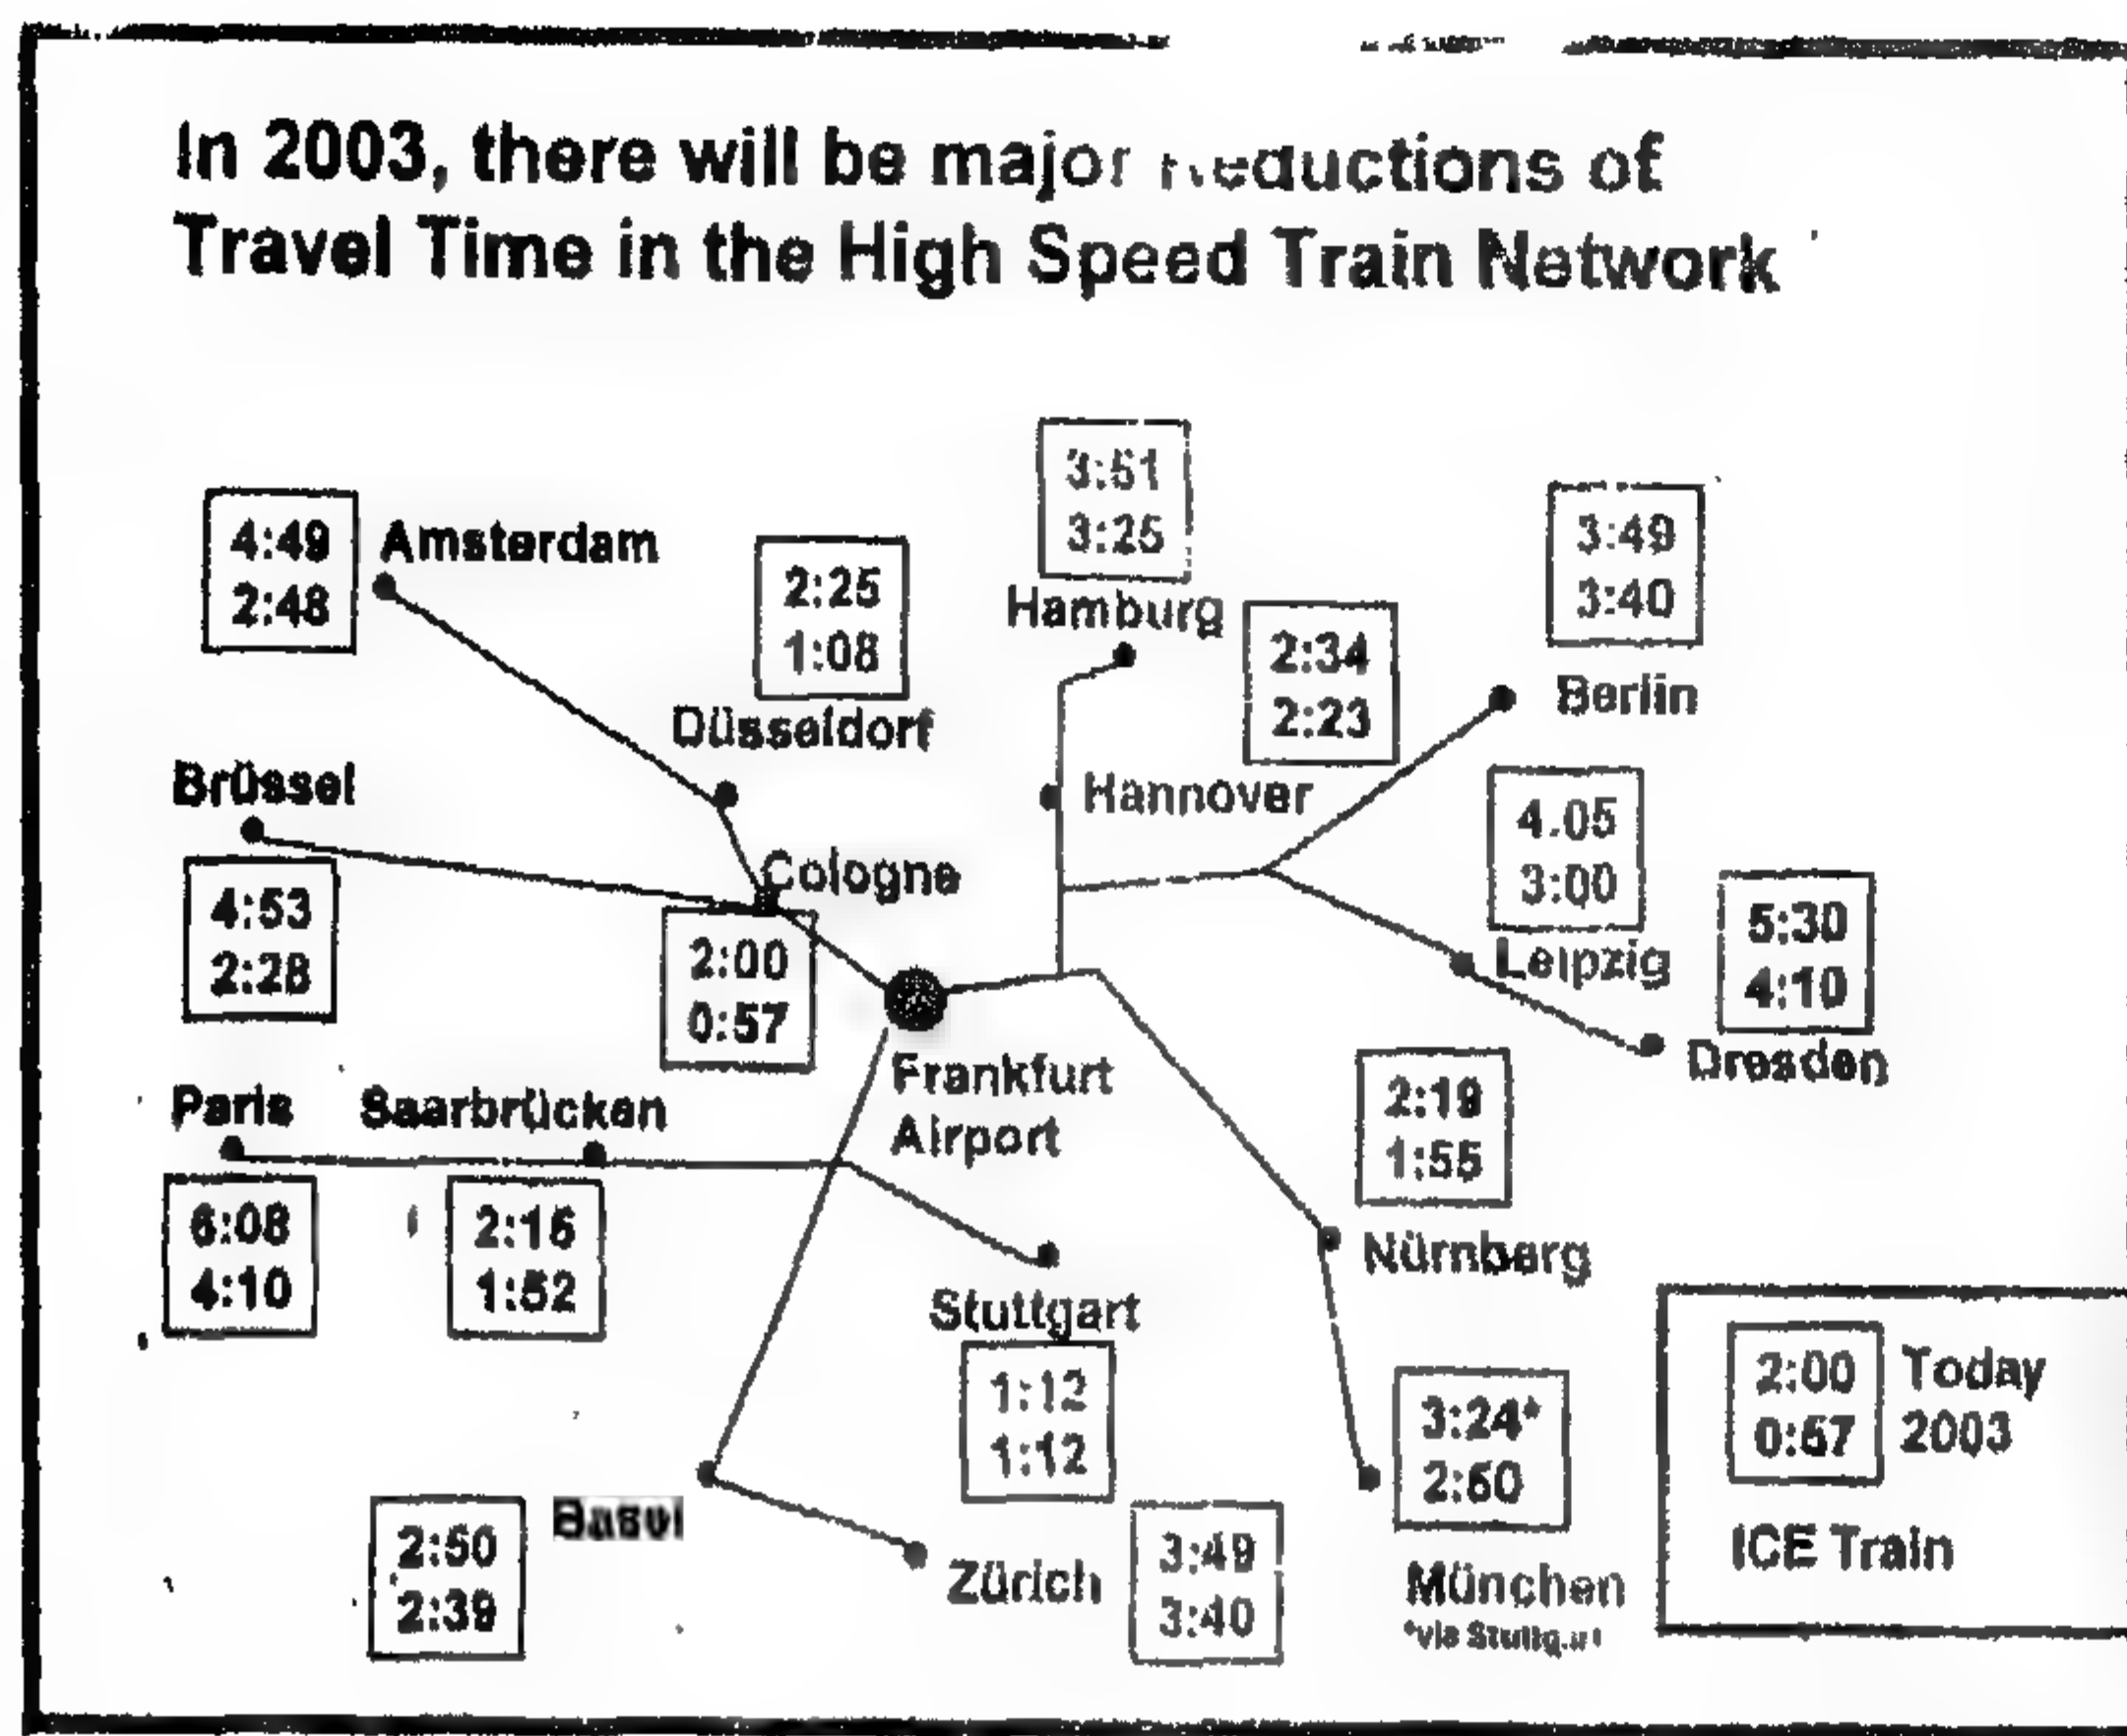 In 2003, there will be major Reductions of
Travel Time in the High Speed Train Network
3:51
3:25
Hamburg
4:49
2:48
Amsterdam
3:49
3:40
Berlin
2:25
1:08
Düsseldorf
2:34
2:23
Hannover
Brüssel
4:53
2:28
4.05
3:00
Leipzig
Cologne
2:00
0:57
5:30
4:10
Dresden
Frankfurt
Airport
Paris
6:08
4:10
Saarbrücken
1:52
2:19
1:55
Nürnberg
Stuttgart
1:12
1:12
2:50
2:39
Basel
Zürich
3:49
3:40
3:24*
2:50
München
*via Stuttgart
2:00 Today
0:57 2003
ICE Train